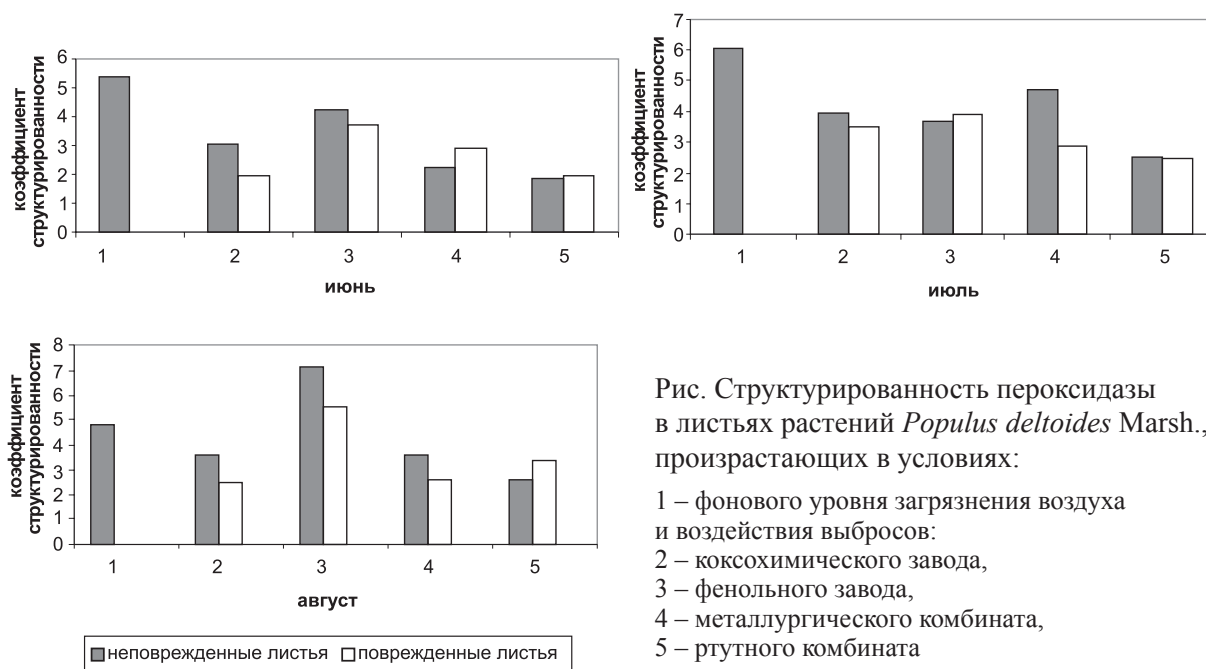 коэффициент
структурированности
6
5
4
3
2
1
0
1 2 3 4 5
июнь
коэффициент
структурированности
7
6
5
4
3
2
1
0
1 2 3 4 5
июль
коэффициент
структурированности
8
7
6
5
4
3
2
1
0
1 2 3 4 5
август
неповрежденные листья поврежденные листья
Рис. Структурированность пероксидазы
в листьях растений Populus deltoides Marsh.,
произрастающих в условиях:
1 – фонового уровня загрязнения воздуха
и воздействия выбросов:
2 – коксохимического завода,
3 – фенольного завода,
4 – металлургического комбината,
5 – ртутного комбината